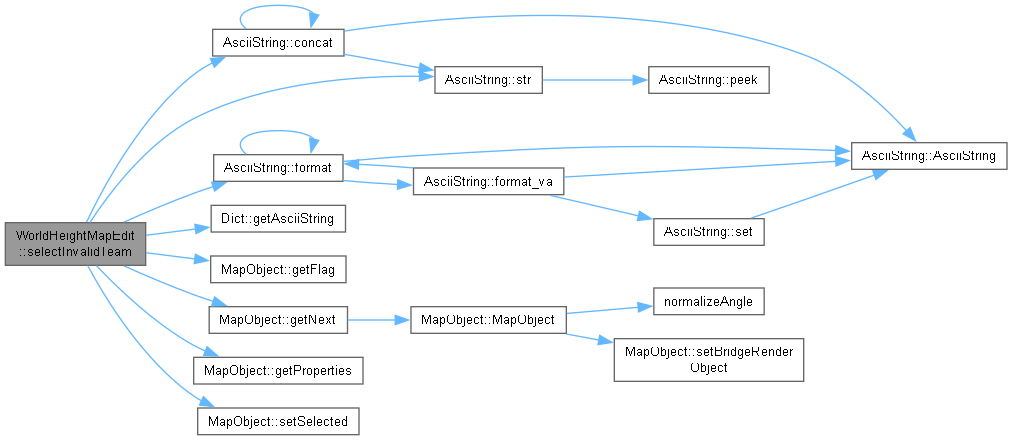 AsciiString::concat
AsciiString::str
AsciiString::peek
AsciiString::AsciiString
AsciiString::format
AsciiString::format_va
AsciiString::set
WorldHeightMapEdit
::selectInvalidTeam
Dict::getAsciiString
MapObject::getFlag
MapObject::getNext
MapObject::MapObject
normalizeAngle
MapObject::setBridgeRender
Object
MapObject::getProperties
MapObject::setSelected